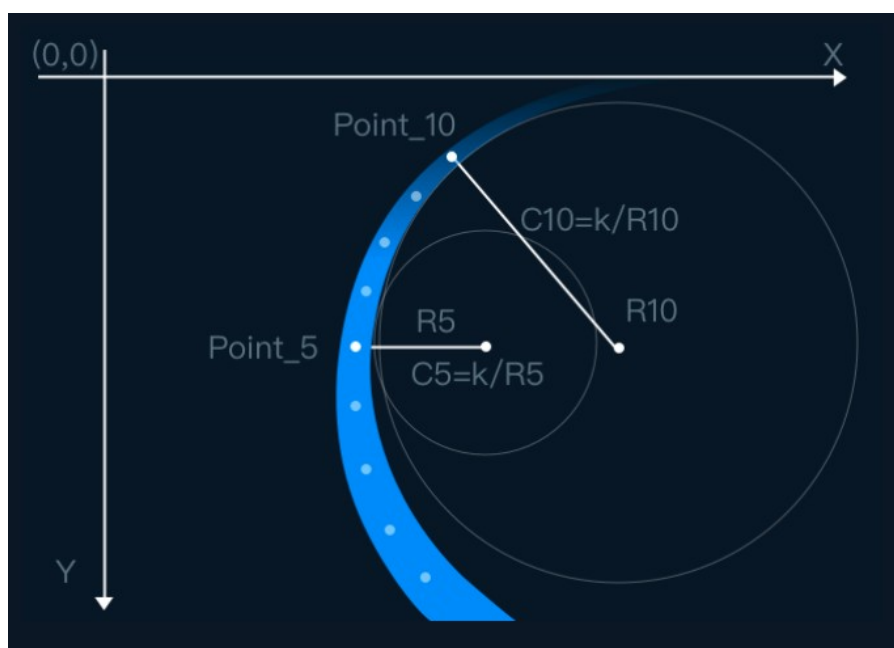 (0,0)
X
Point_10
C10=k/R10
R10
R5
Point_5
C5=k/R5
Y